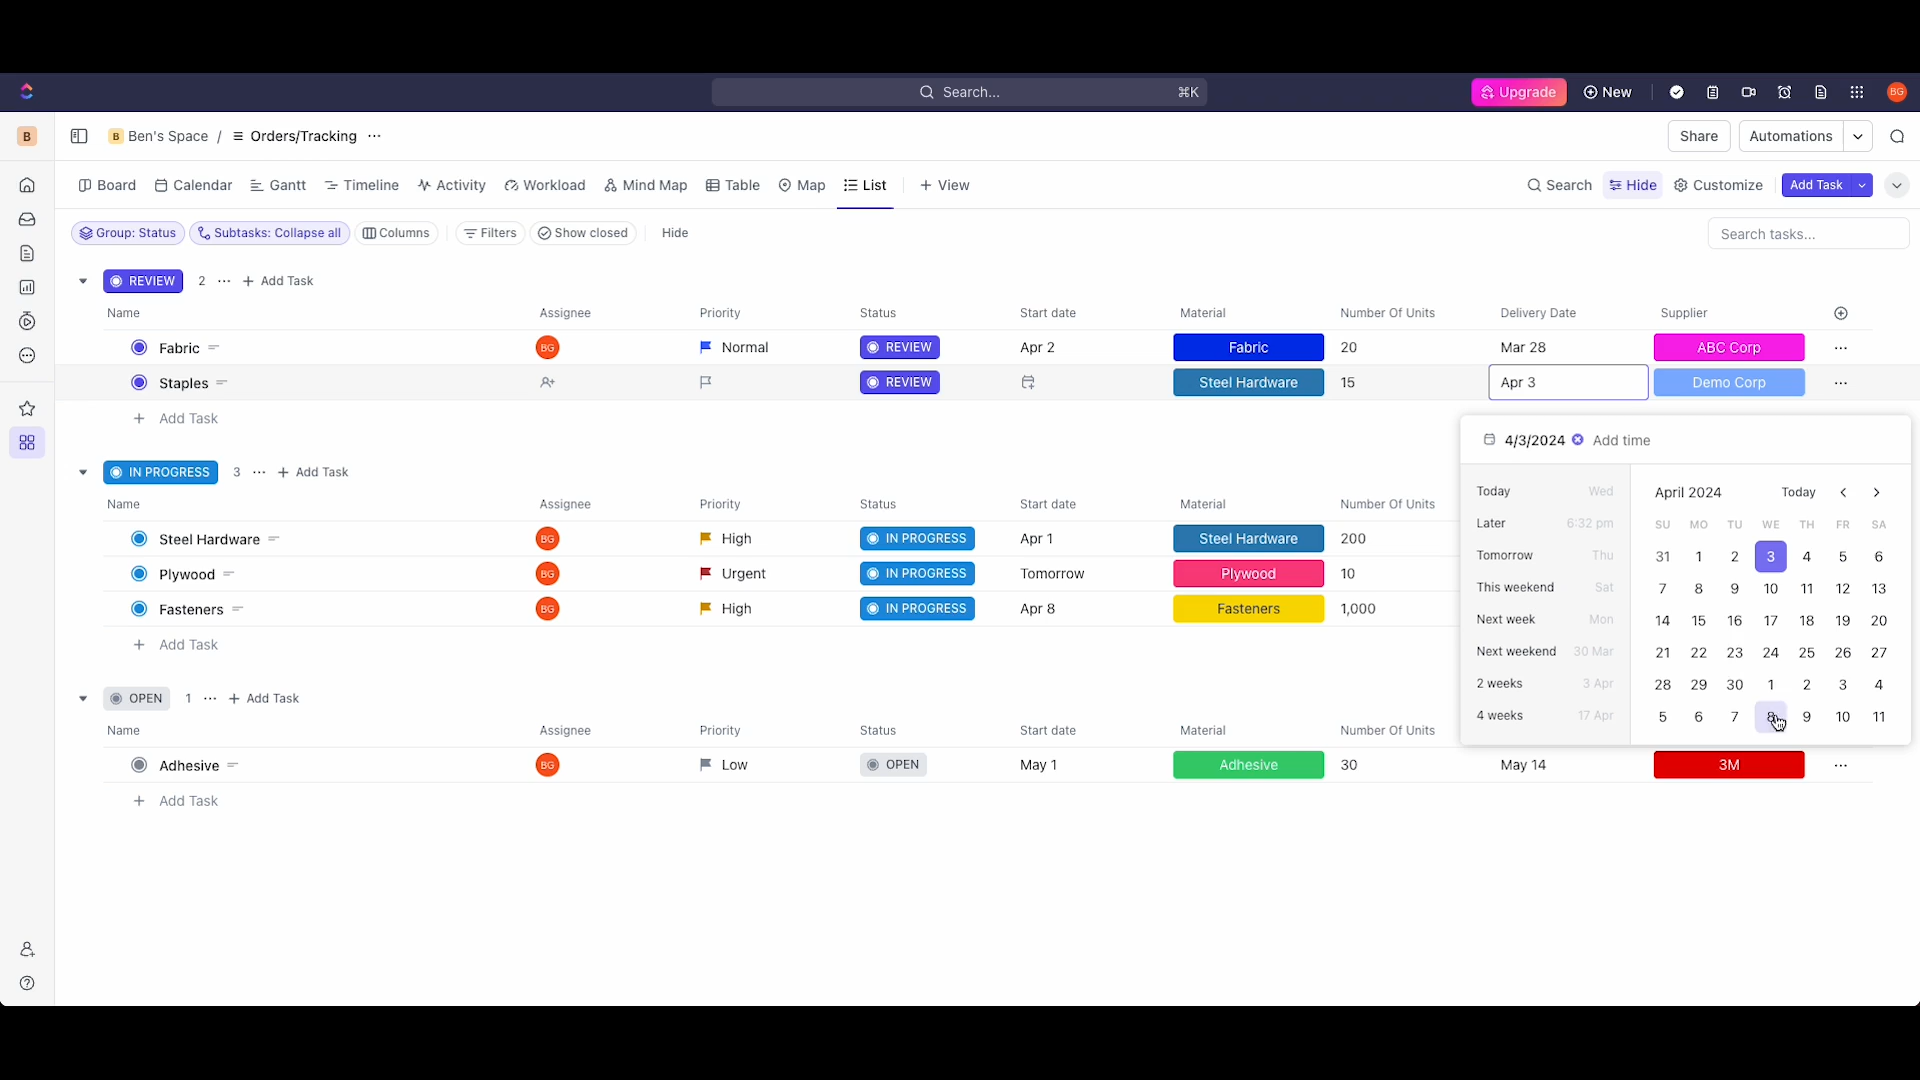 Search... ⌘K Upgrade New BG
B Ben's Space / Orders/Tracking ... Share Automations
Board Calendar Gantt Timeline Activity Workload Mind Map Table Map List + View Search Hide Customize Add Task
Group: Status Subtasks: Collapse all Columns Filters Show closed Hide Search tasks...
REVIEW 2 ... + Add Task
Name Assignee Priority Status Start date Material Number Of Units Delivery Date Supplier
Fabric BG Normal REVIEW Apr 2 Fabric 20 Mar 28 ABC Corp ...
Staples REVIEW Steel Hardware 15 Apr 3 Demo Corp ...
+ Add Task
4/3/2024 Add time
IN PROGRESS 3 ... + Add Task
Name Assignee Priority Status Start date Material Number Of Units
Steel Hardware BG High IN PROGRESS Apr 1 Steel Hardware 200
Plywood BG Urgent IN PROGRESS Tomorrow Plywood 10
Fasteners BG High IN PROGRESS Apr 8 Fasteners 1,000
+ Add Task
Today Wed
Later 6:32 pm
Tomorrow Thu
This weekend Sat
Next week Mon
Next weekend 30 Mar
2 weeks 3 Apr
4 weeks 17 Apr
April 2024 Today
SU MO TU WE TH FR SA
31 1 2 3 4 5 6
7 8 9 10 11 12 13
14 15 16 17 18 19 20
21 22 23 24 25 26 27
28 29 30 1 2 3 4
5 6 7 8 9 10 11
OPEN 1 ... + Add Task
Name Assignee Priority Status Start date Material Number Of Units
Adhesive BG Low OPEN May 1 Adhesive 30 May 14 3M ...
+ Add Task
B